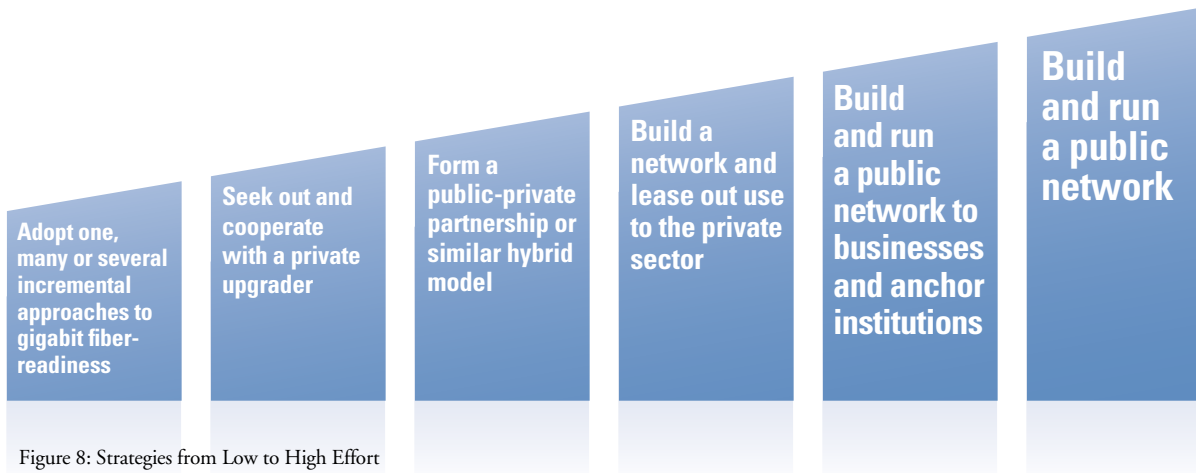 Adopt one,
many or several
incremental
approaches to
gigabit fiber-
readiness
Seek out and
cooperate
with a private
upgrader
Form a
public-private
partnership or
similar hybrid
model
Build a
network and
lease out use
to the private
sector
Build
and run
a public
network to
businesses
and anchor
institutions
Build
and run
a public
network
Figure 8: Strategies from Low to High Effort